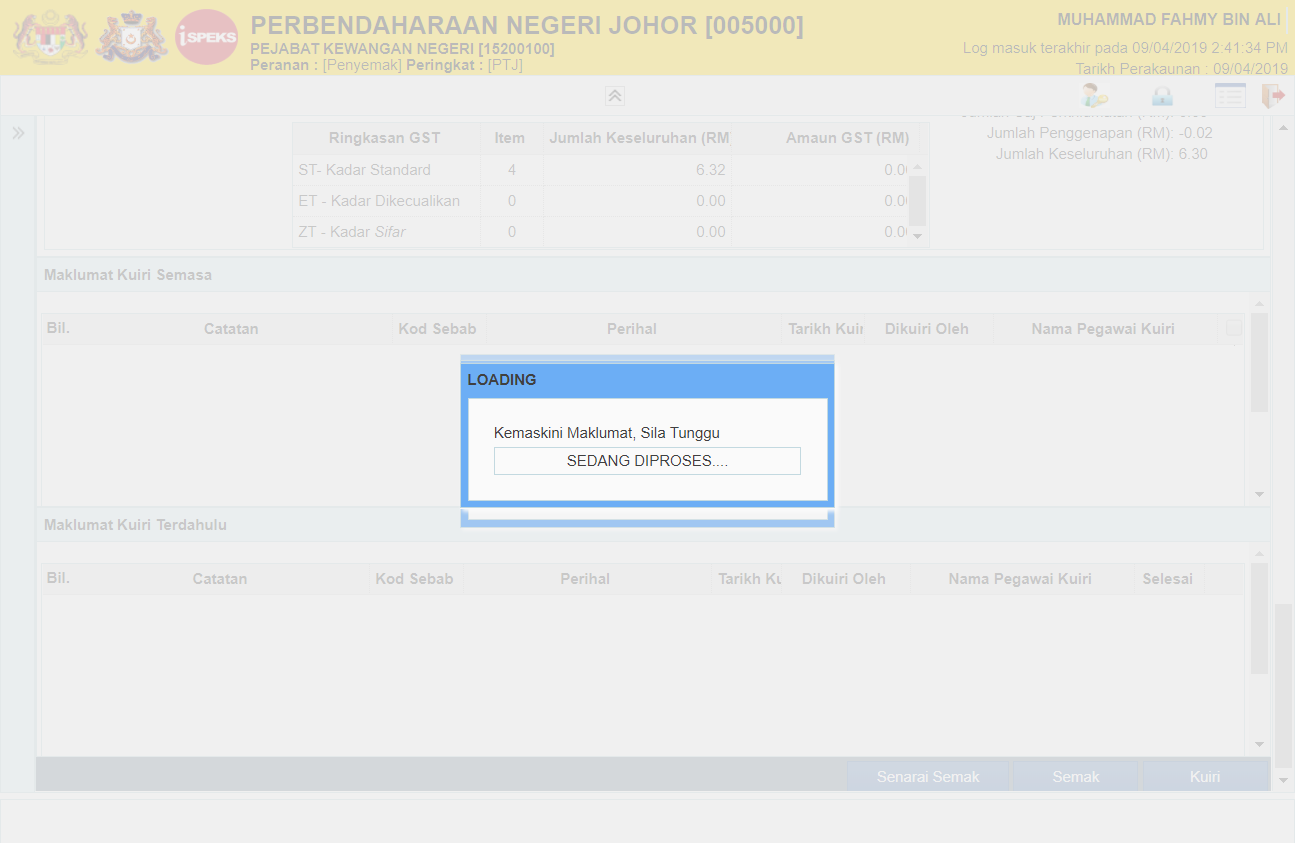 iSPEKS
PERBENDAHARAAN NEGERI JOHOR [005000]
PEJABAT KEWANGAN NEGERI [15200100]
Peranan : [Penyemak] Peringkat : [PTJ]
MUHAMMAD FAHMY BIN ALI
Log masuk terakhir pada 09/04/2019 2:41:34 PM
Tarikh Perakaunan : 09/04/2019
Jumlah Penggenapan (RM): -0.02
Jumlah Keseluruhan (RM): 6.30
Ringkasan GST Item Jumlah Keseluruhan (RM Amaun GST (RM)
ST- Kadar Standard 4 6.32 0.0
ET - Kadar Dikecualikan 0 0.00 0.0
ZT - Kadar Sifar 0 0.00 0.0
Maklumat Kuiri Semasa
Bil. Catatan Kod Sebab Perihal Tarikh Kuir Dikuiri Oleh Nama Pegawai Kuiri
LOADING
Kemaskini Maklumat, Sila Tunggu
SEDANG DIPROSES....
Maklumat Kuiri Terdahulu
Bil. Catatan Kod Sebab Perihal Tarikh Ku Dikuiri Oleh Nama Pegawai Kuiri Selesai
Senarai Semak Semak Kuiri